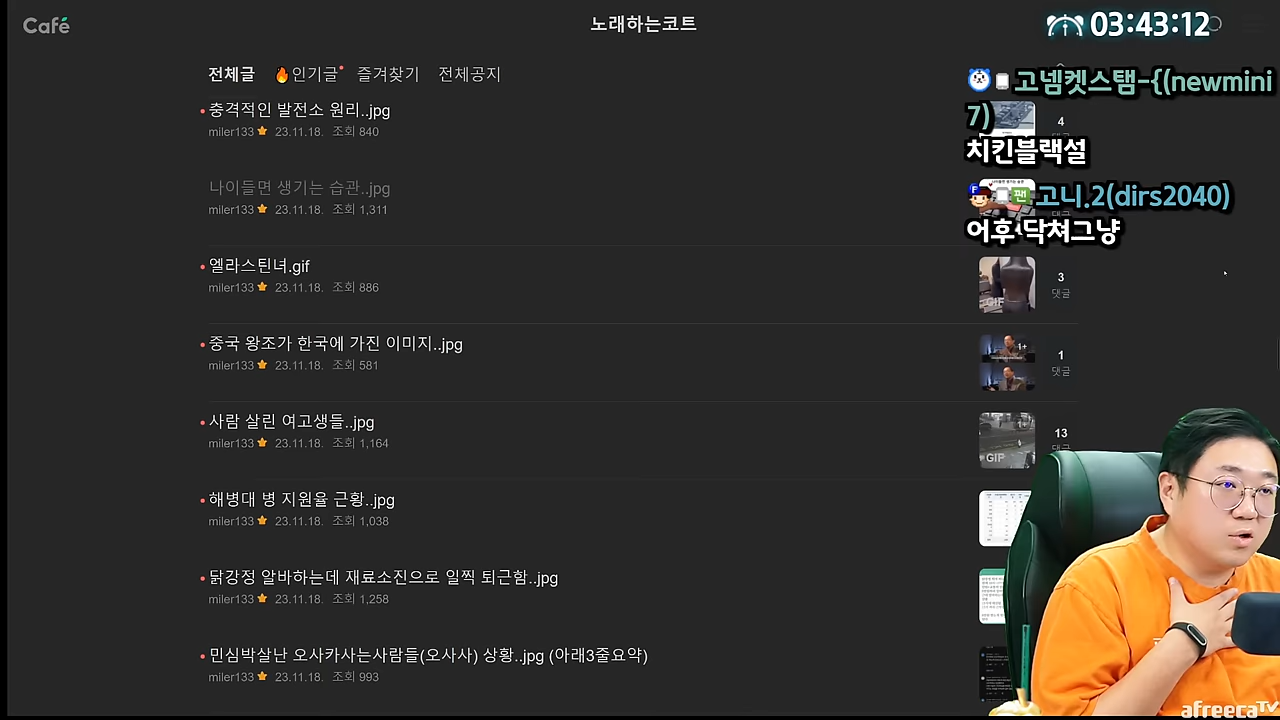 Café
노래하는코트
03:43:12
전체글 🔥인기글 즐겨찾기 전체공지
고넴켓스탬-{(newmini
7)
치킨블랙설
팬 고니.2(dirs2040)
어후 닥쳐그냥
충격적인 발전소 원리..jpg
miler133 23.11.18. 조회 840
4
나이들면 생기는 습관..jpg
miler133 23.11.18. 조회 1,311
엘라스틴녀.gif
miler133 23.11.18. 조회 886
GIF
3
댓글
중국 왕조가 한국에 가진 이미지..jpg
miler133 23.11.18. 조회 581
1+
1
댓글
사람 살린 여고생들..jpg
miler133 23.11.18. 조회 1,164
GIF
13
댓글
해병대 병 지원율 근황..jpg
miler133 23.11.18. 조회 1,038
닭강정 알바하는데 재료소진으로 일찍 퇴근함..jpg
miler133 23.11.18. 조회 1,289
민심박살난 오사카사는사람들(오사사) 상황..jpg (아래3줄요약)
miler133 23.11.18. 조회
afreecaTV